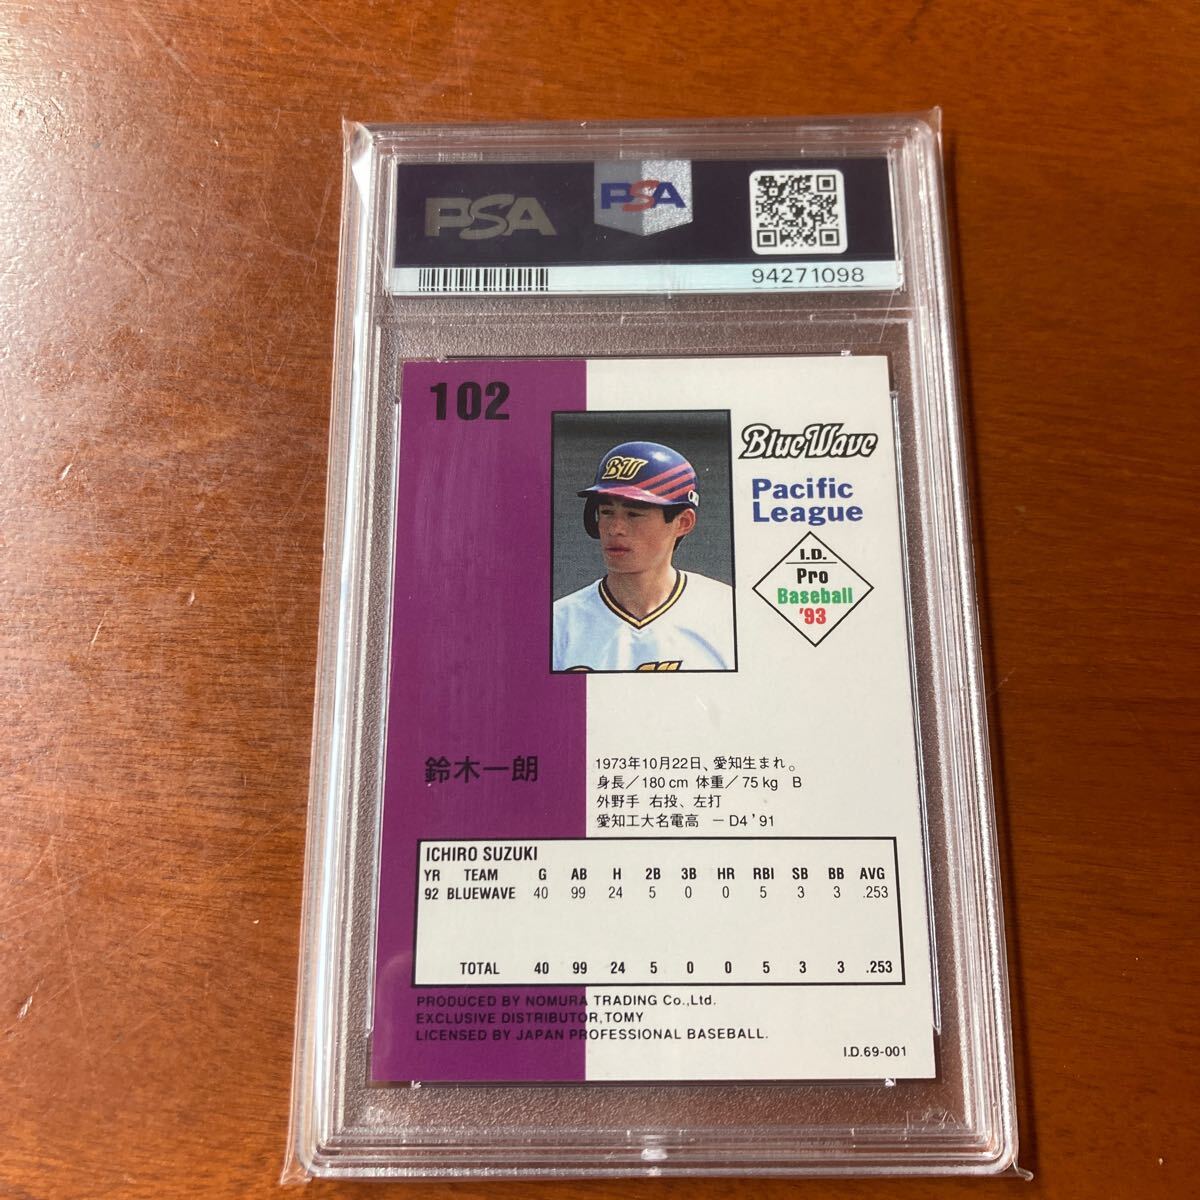 PSA
PSA
94271098
102
BW
BlueWave
Pacific
League
I.D.
Pro
Baseball
'93
鈴木一朗
1973年10月22日、愛知生まれ。
身長／180cm 体重／75kg B
外野手 右投、左打
愛知工大名電高 －D4'91
ICHIRO SUZUKI
YR TEAM G AB H 2B 3B HR RBI SB BB AVG
92 BLUEWAVE 40 99 24 5 0 0 5 3 3 .253
TOTAL 40 99 24 5 0 0 5 3 3 .253
PRODUCED BY NOMURA TRADING Co.,Ltd.
EXCLUSIVE DISTRIBUTOR,TOMY
LICENSED BY JAPAN PROFESSIONAL BASEBALL.
I.D.69-001